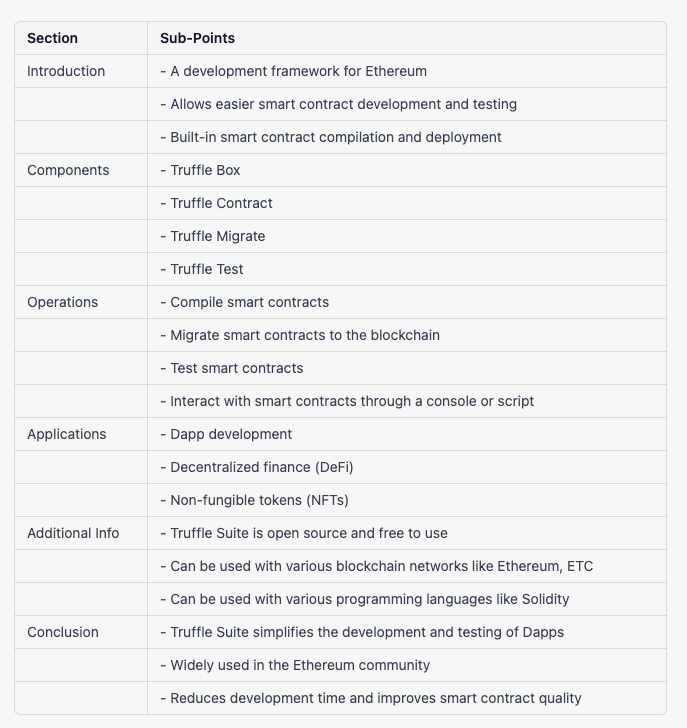 Section Sub-Points
Introduction - A development framework for Ethereum
- Allows easier smart contract development and testing
- Built-in smart contract compilation and deployment
Components - Truffle Box
- Truffle Contract
- Truffle Migrate
- Truffle Test
Operations - Compile smart contracts
- Migrate smart contracts to the blockchain
- Test smart contracts
- Interact with smart contracts through a console or script
Applications - Dapp development
- Decentralized finance (DeFi)
- Non-fungible tokens (NFTs)
Additional Info - Truffle Suite is open source and free to use
- Can be used with various blockchain networks like Ethereum, ETC
- Can be used with various programming languages like Solidity
Conclusion - Truffle Suite simplifies the development and testing of Dapps
- Widely used in the Ethereum community
- Reduces development time and improves smart contract quality